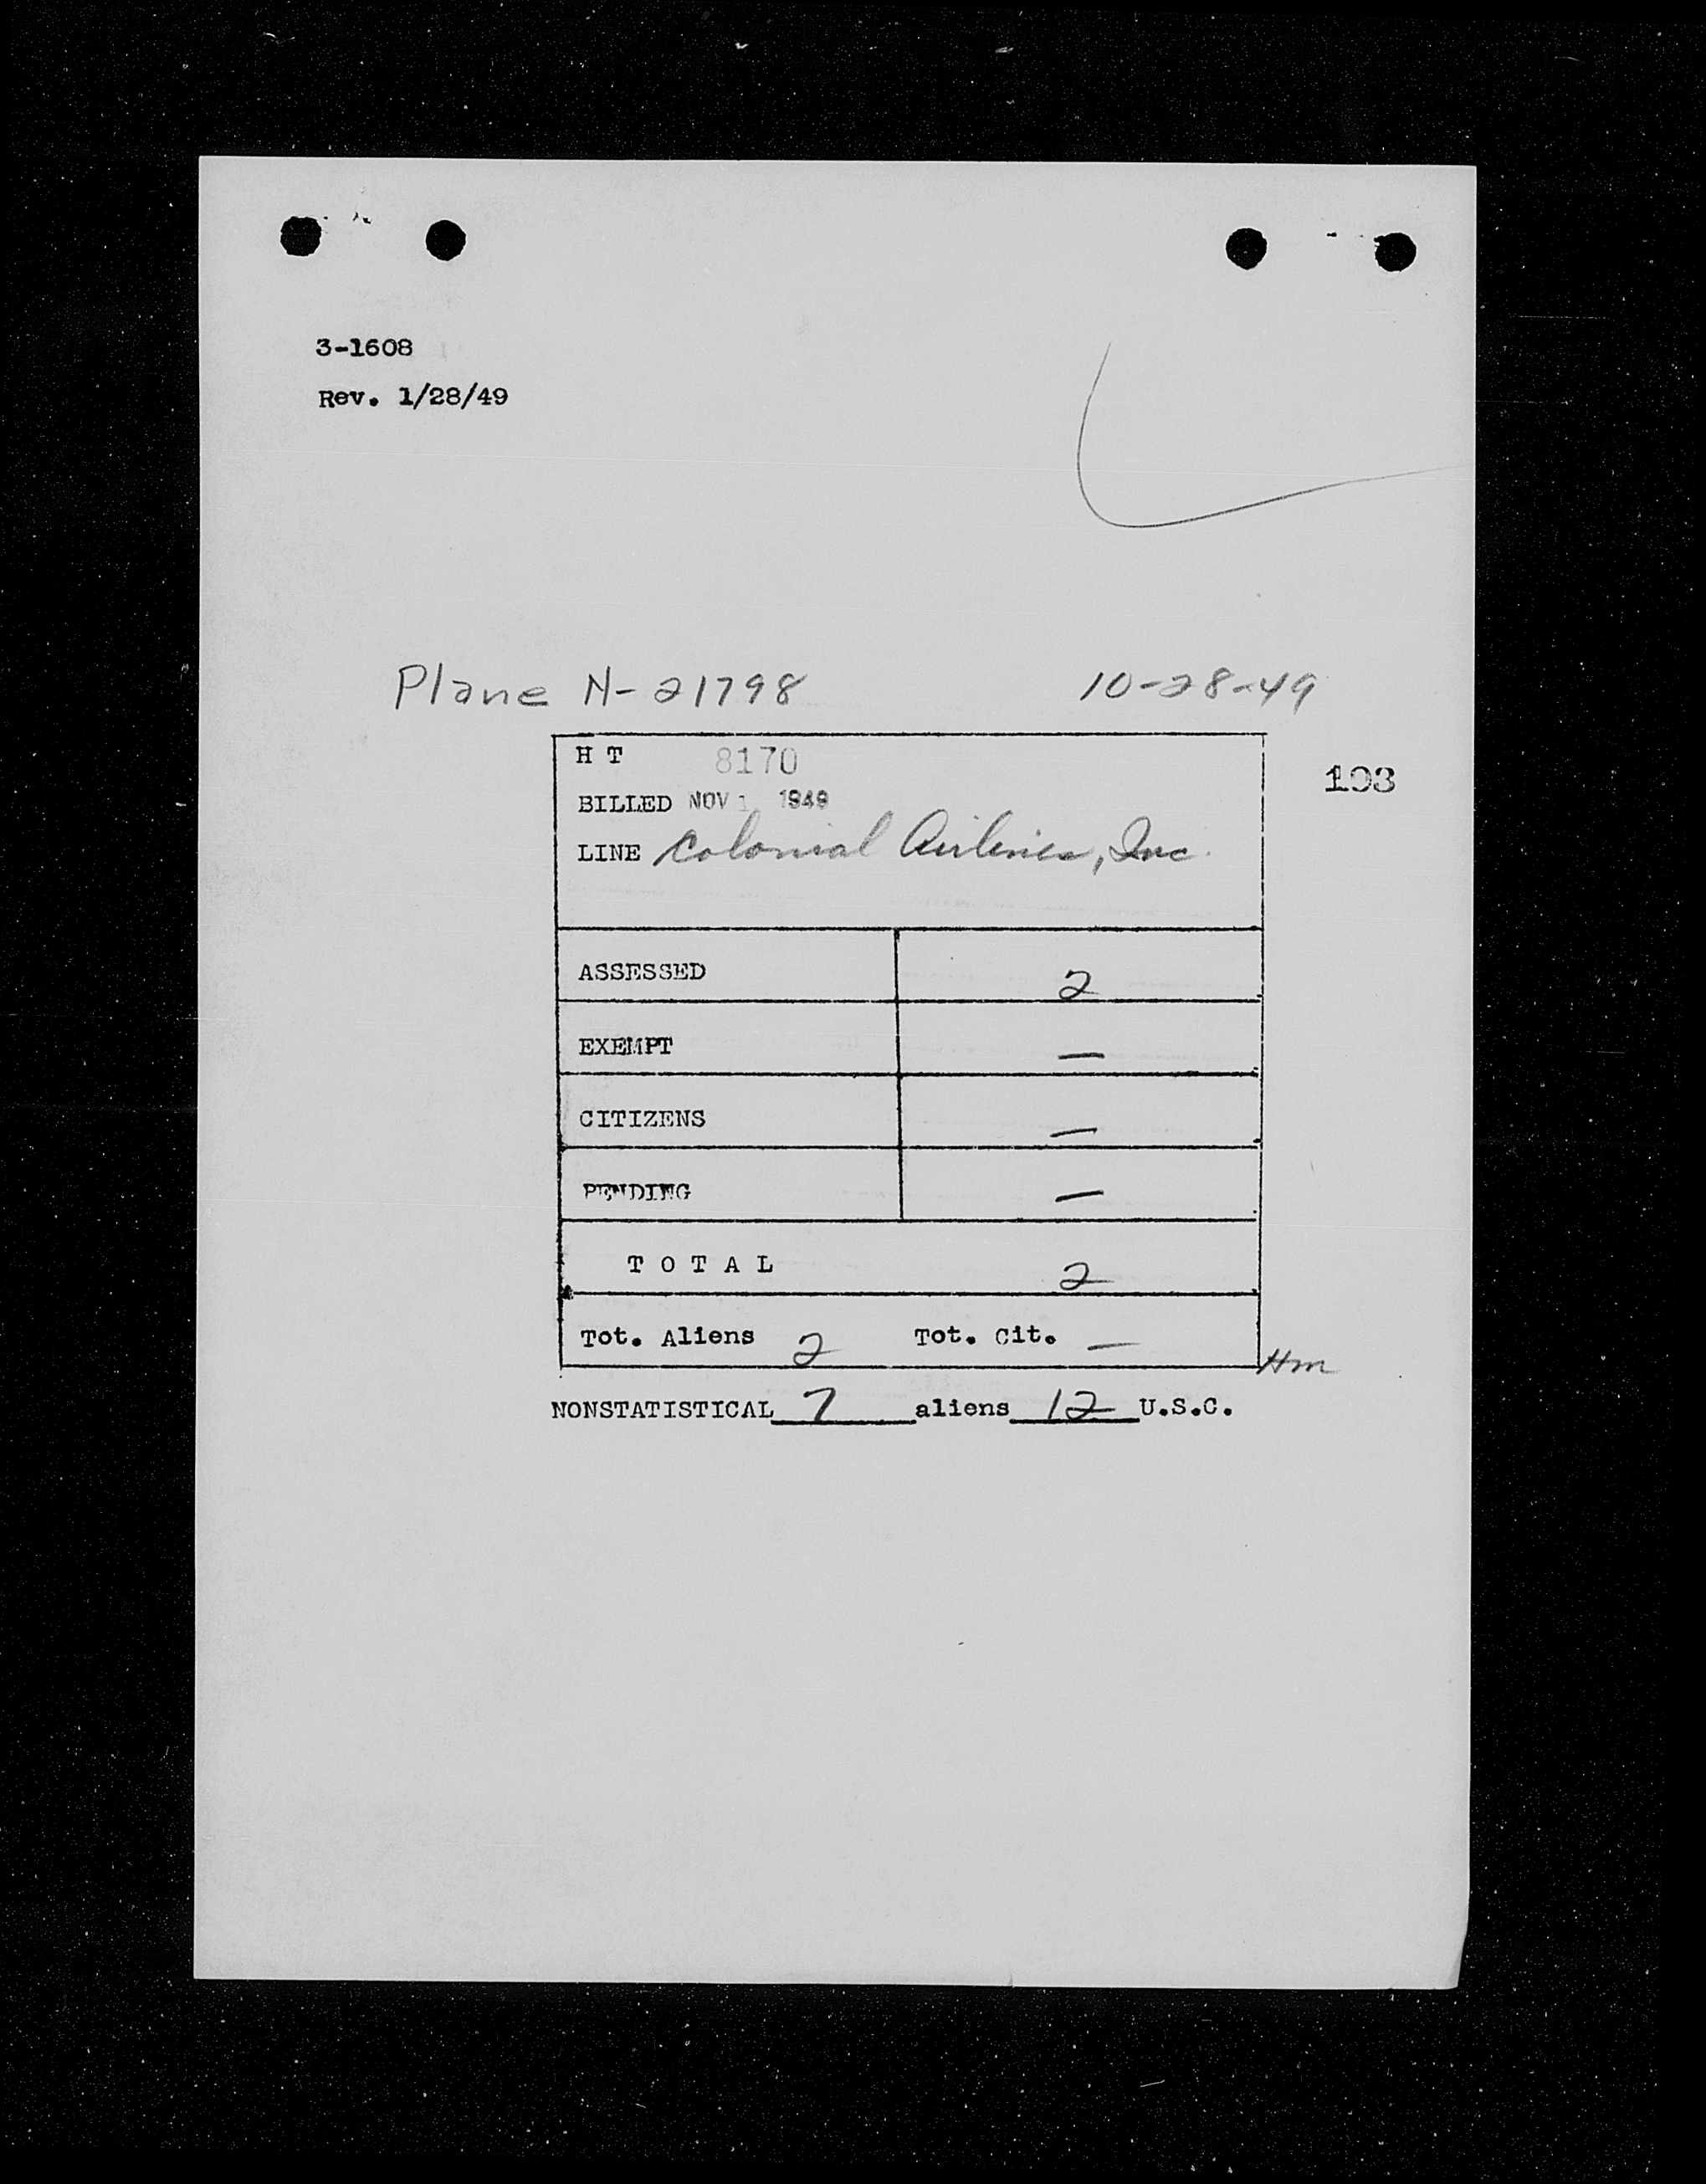 3-1608
Rev. 1/28/49
Plane N-21798 10-28-49
H T 8170
103
BILLED NOV 1 1949
LINE Colonial Airlines, Inc.
ASSESSED 2
EXEMPT —
CITIZENS —
PENDING —
T O T A L 2
Tot. Aliens 2 Tot. Cit. —
Hm
NONSTATISTICAL 7 aliens 12 U.S.C.